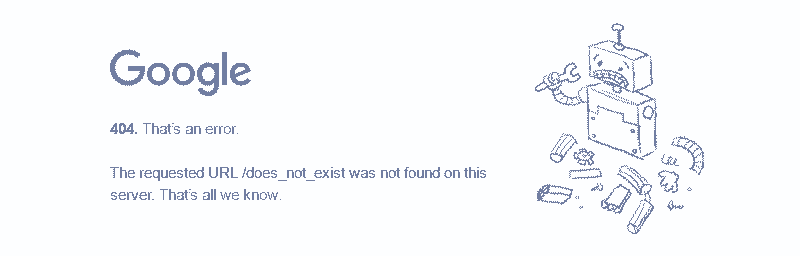 Google
404. That's an error.
The requested URL /does_not_exist was not found on this
server. That's all we know.